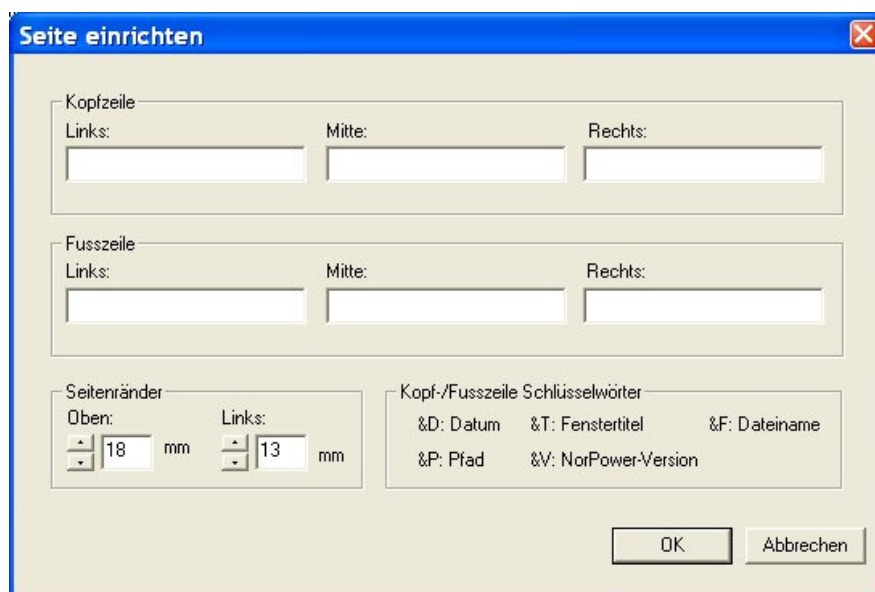 Seite einrichten
Kopfzeile
Links: Mitte: Rechts:
Fusszeile
Links: Mitte: Rechts:
Seitenränder
Oben: Links:
18 mm 13 mm
Kopf-/Fusszeile Schlüsselwörter
&D: Datum &T: Fenstertitel &F: Dateiname
&P: Pfad &V: NorPower-Version
OK Abbrechen